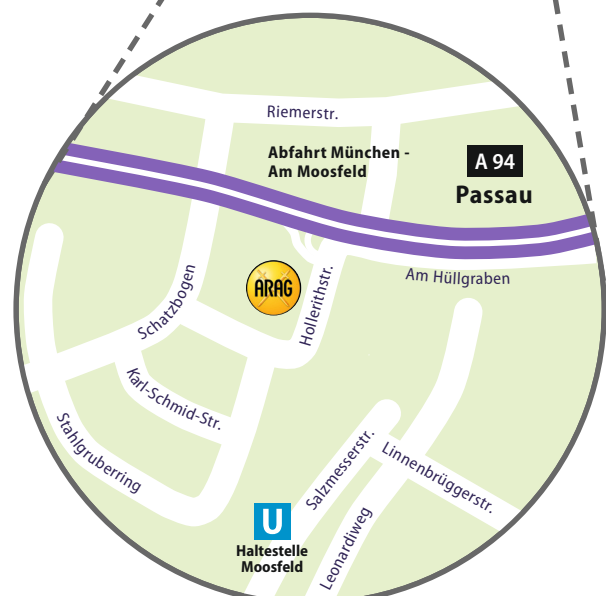 Riemerstr.
Abfahrt München -
Am Moosfeld
A 94
Passau
Am Hüllgraben
ARAG
Hollerithstr.
Schatzbogen
Karl-Schmid-Str.
Stahlgruberring
Salzmesserstr.
Linnenbrüggerstr.
Leonardiweg
U
Haltestelle
Moosfeld